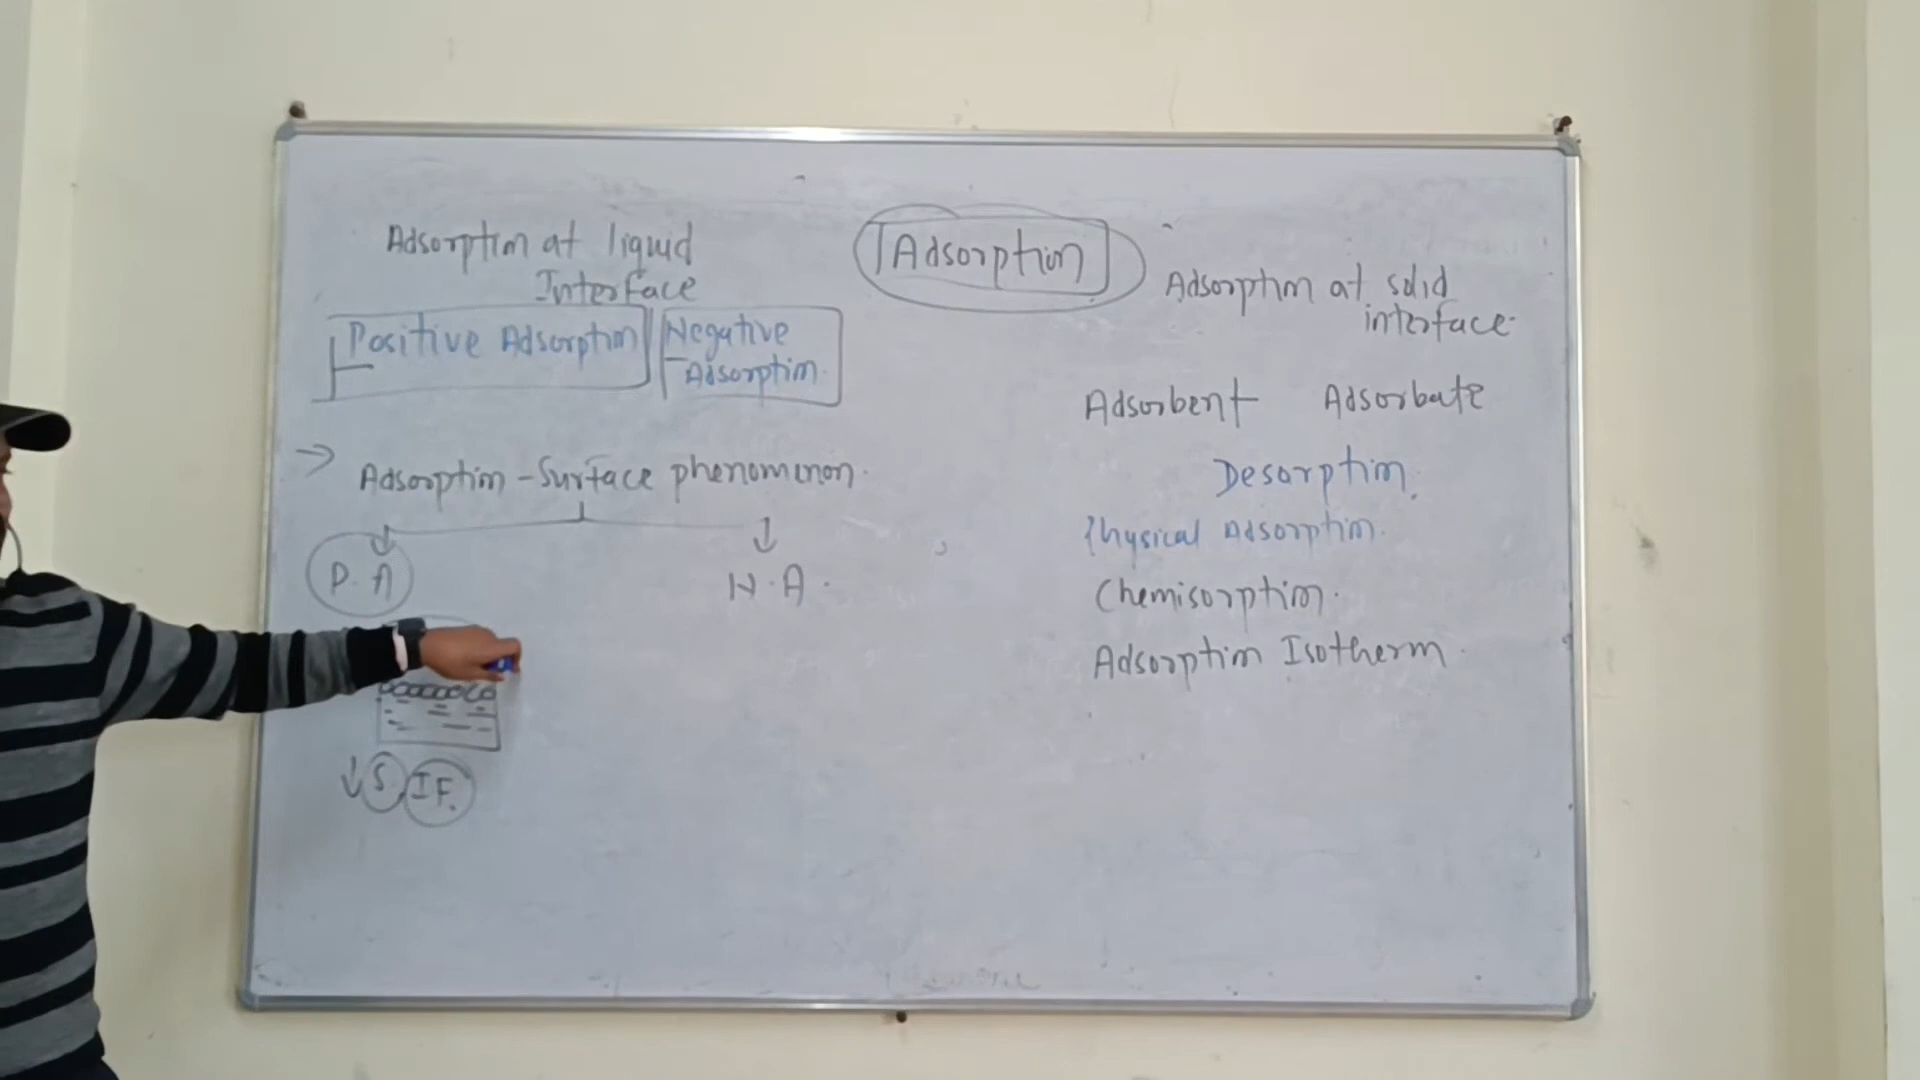 Adsorption
Adsorption at liquid
Interface
Positive Adsorption
Negative
Adsorption.
→ Adsorption - Surface phenomenon.
P. A
N. A.
↓ S. I F.
Adsorption at solid
interface.
Adsorbent Adsorbate
Desorption.
Physical Adsorption.
Chemisorption.
Adsorption Isotherm.